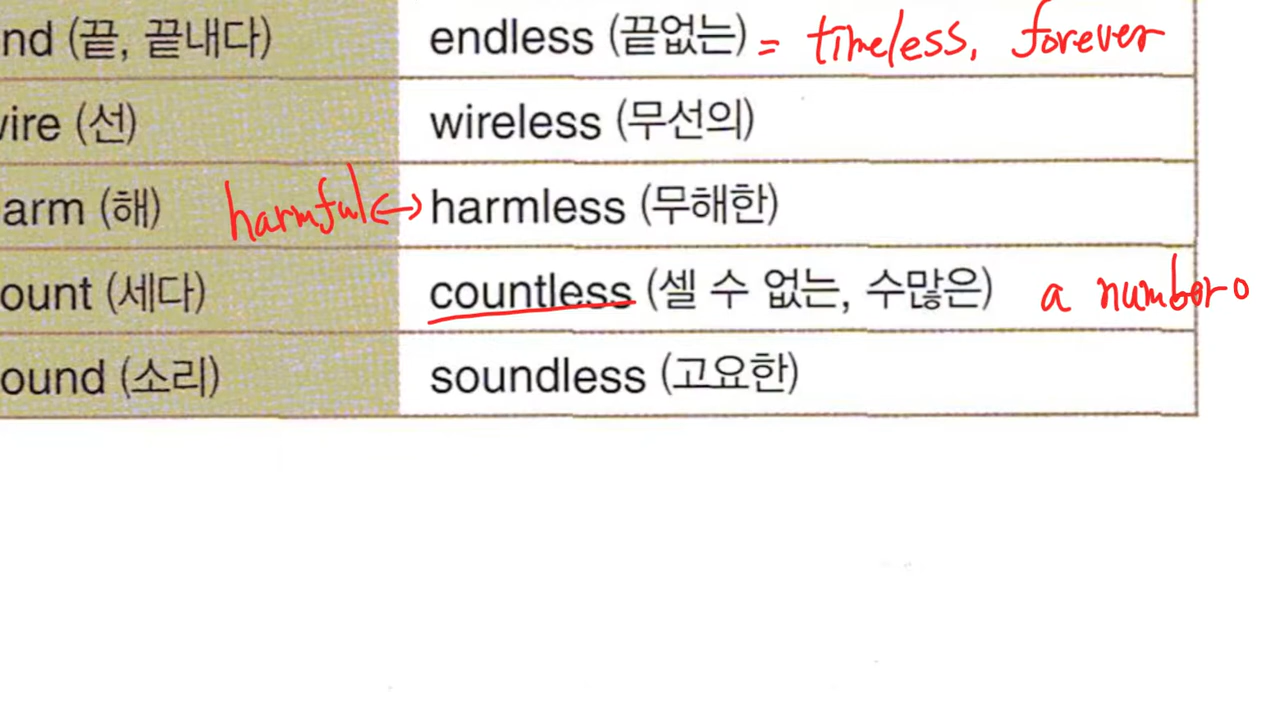 nd (끝, 끝내다) endless (끝없는) = timeless, forever
wire (선) wireless (무선의)
arm (해) harmful ↔ harmless (무해한)
ount (세다) countless (셀 수 없는, 수많은) a number o
ound (소리) soundless (고요한)